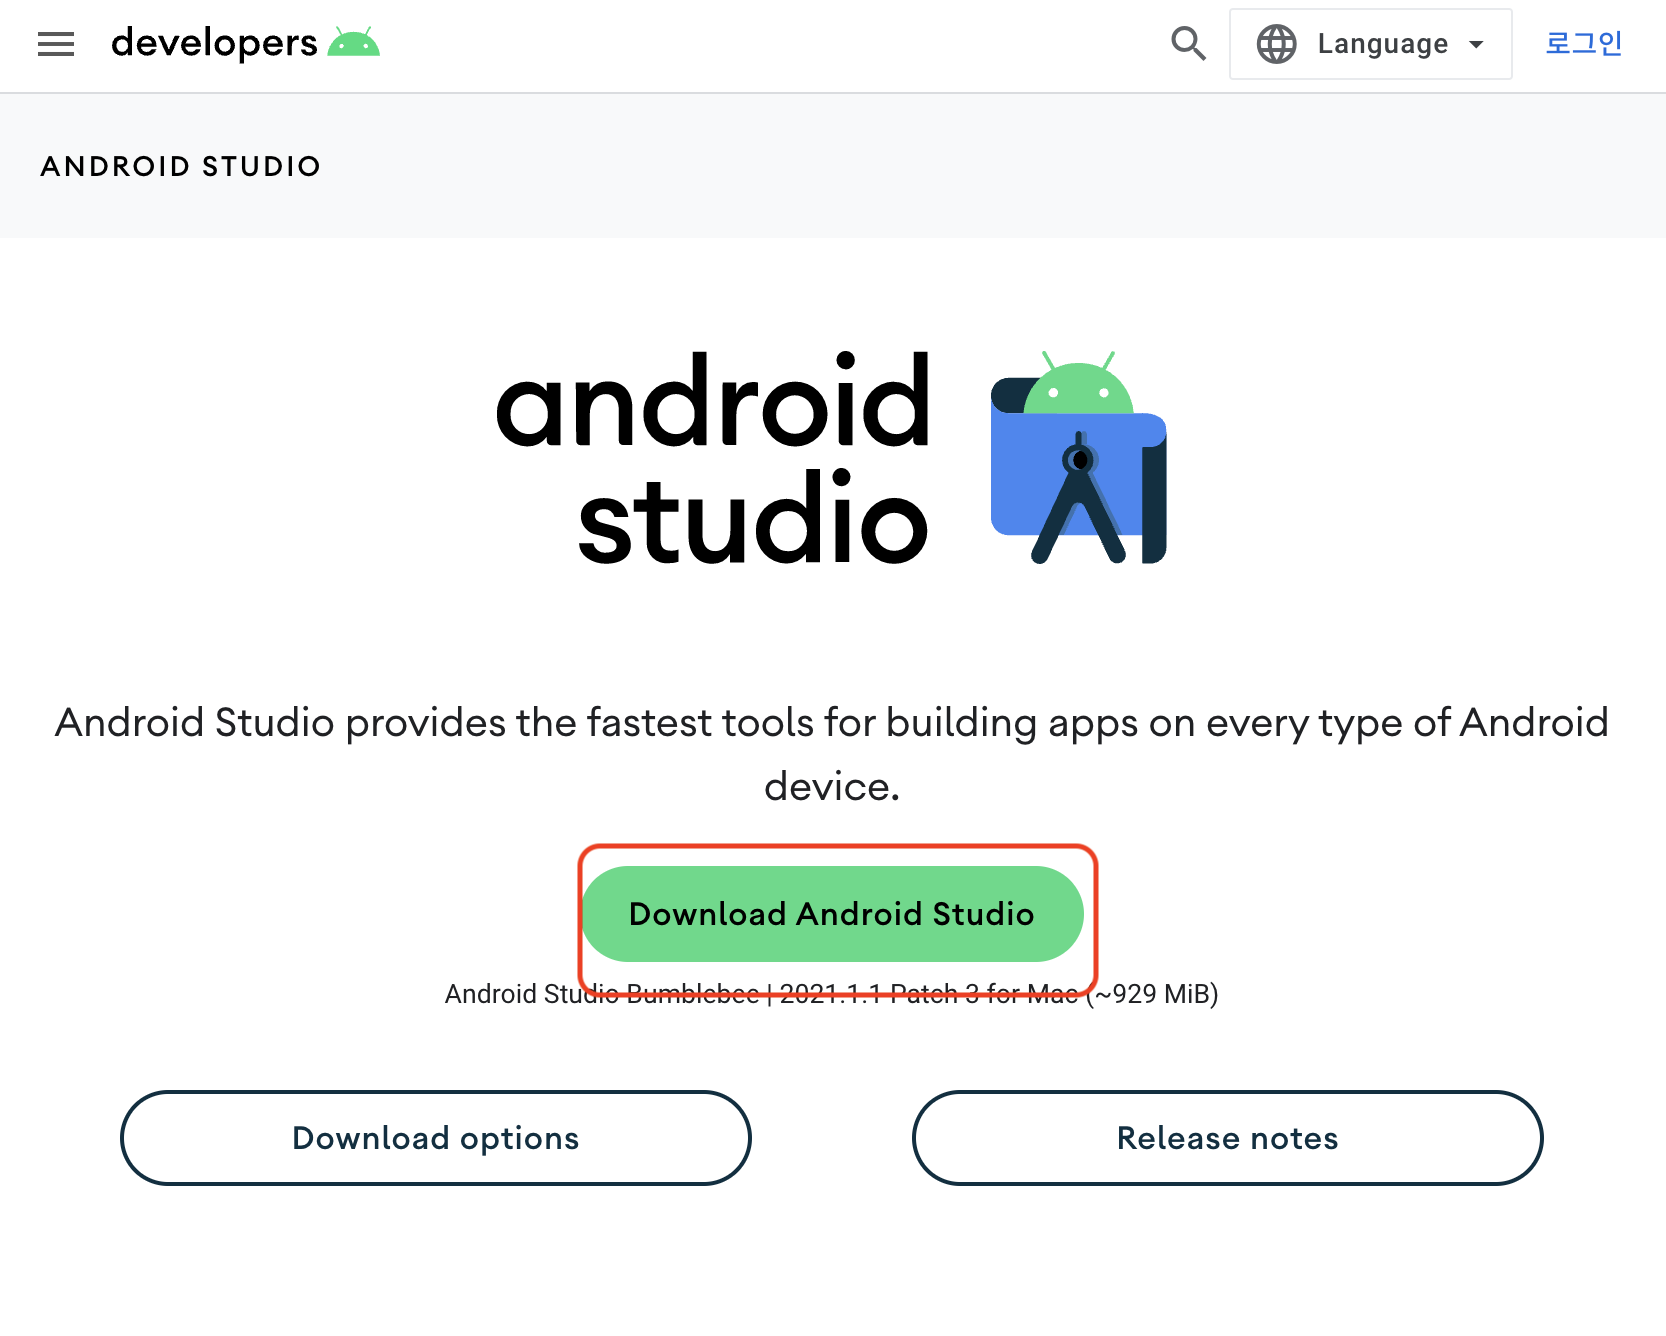 developers
Language
로그인
ANDROID STUDIO
android
studio
Android Studio provides the fastest tools for building apps on every type of Android
device.
Download Android Studio
Android Studio Bumblebee | 2021.1.1 Patch 3 for Mac (~929 MiB)
Download options
Release notes